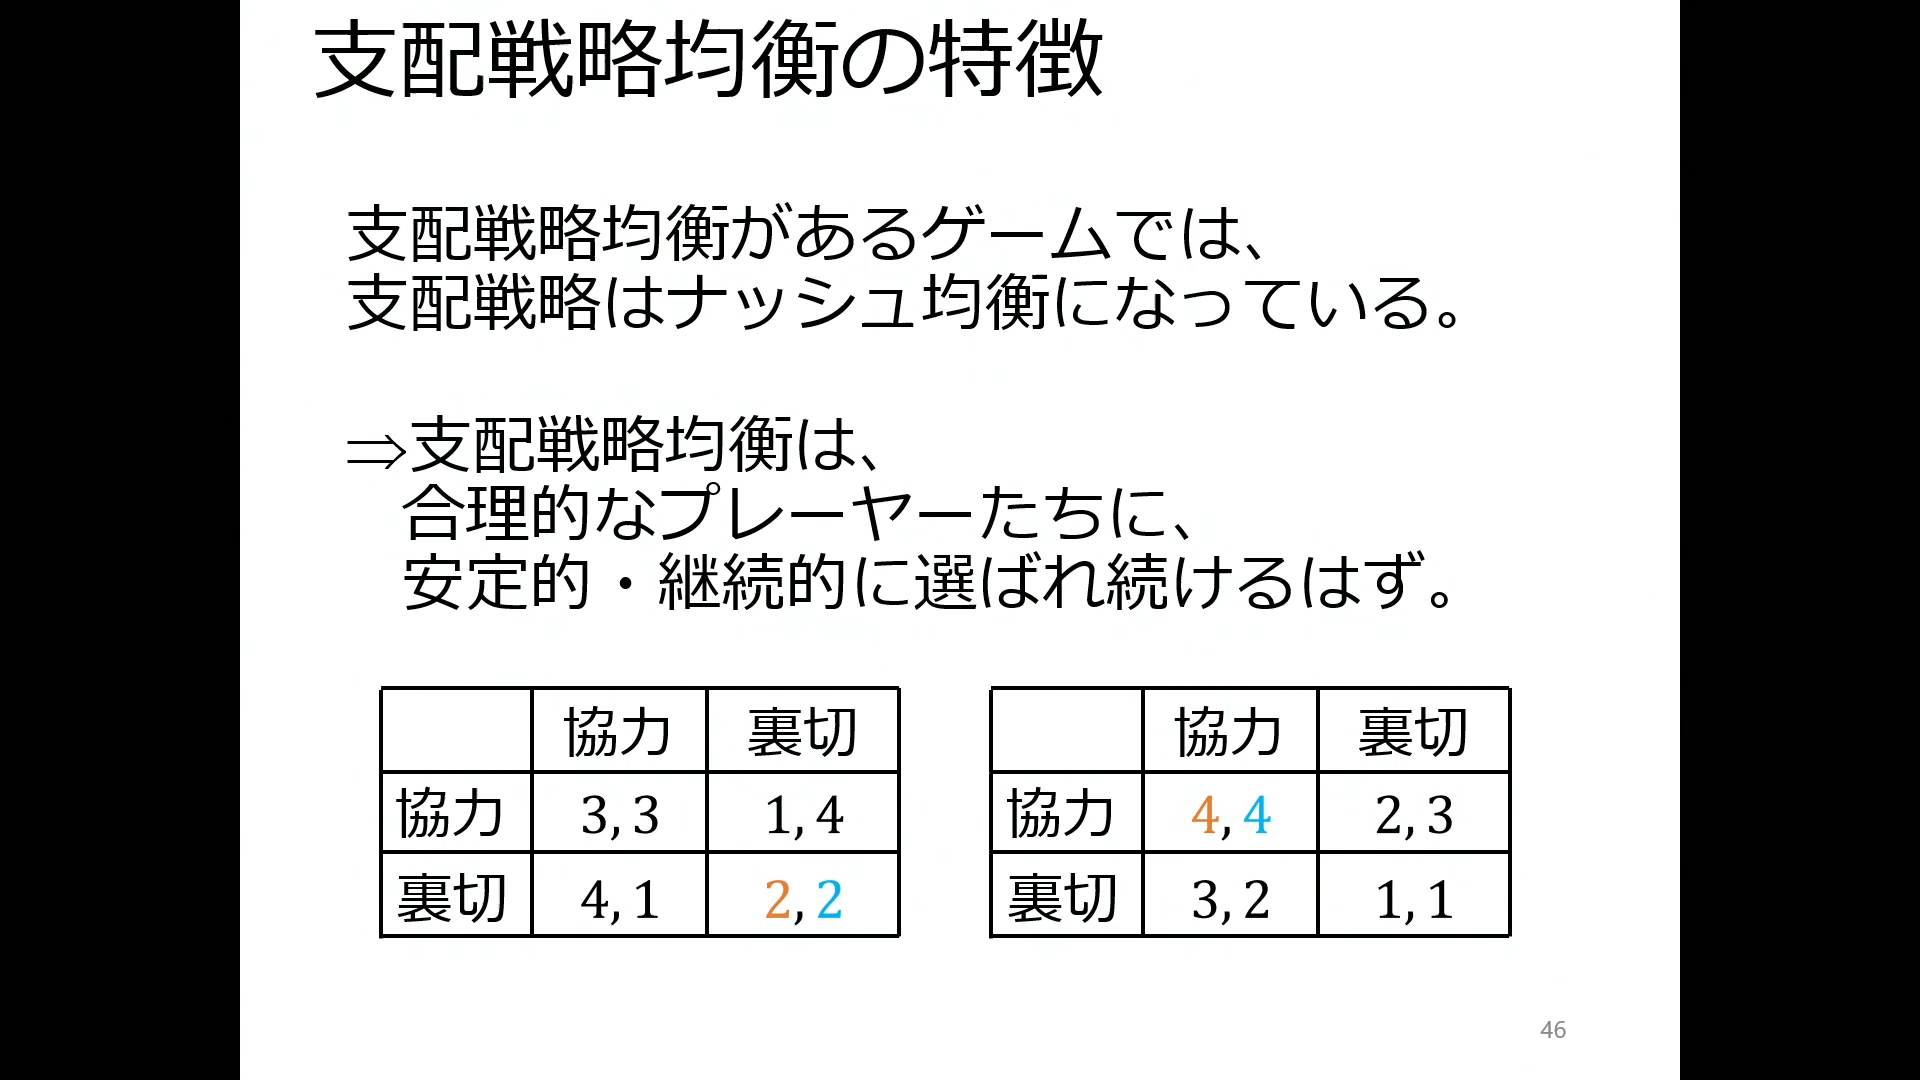 支配戦略均衡の特徴
支配戦略均衡があるゲームでは、
支配戦略はナッシュ均衡になっている。
⇒支配戦略均衡は、
合理的なプレーヤーたちに、
安定的・継続的に選ばれ続けるはず。
協力 裏切
協力 3,3 1,4
裏切 4,1 2,2
協力 裏切
協力 4,4 2,3
裏切 3,2 1,1
46